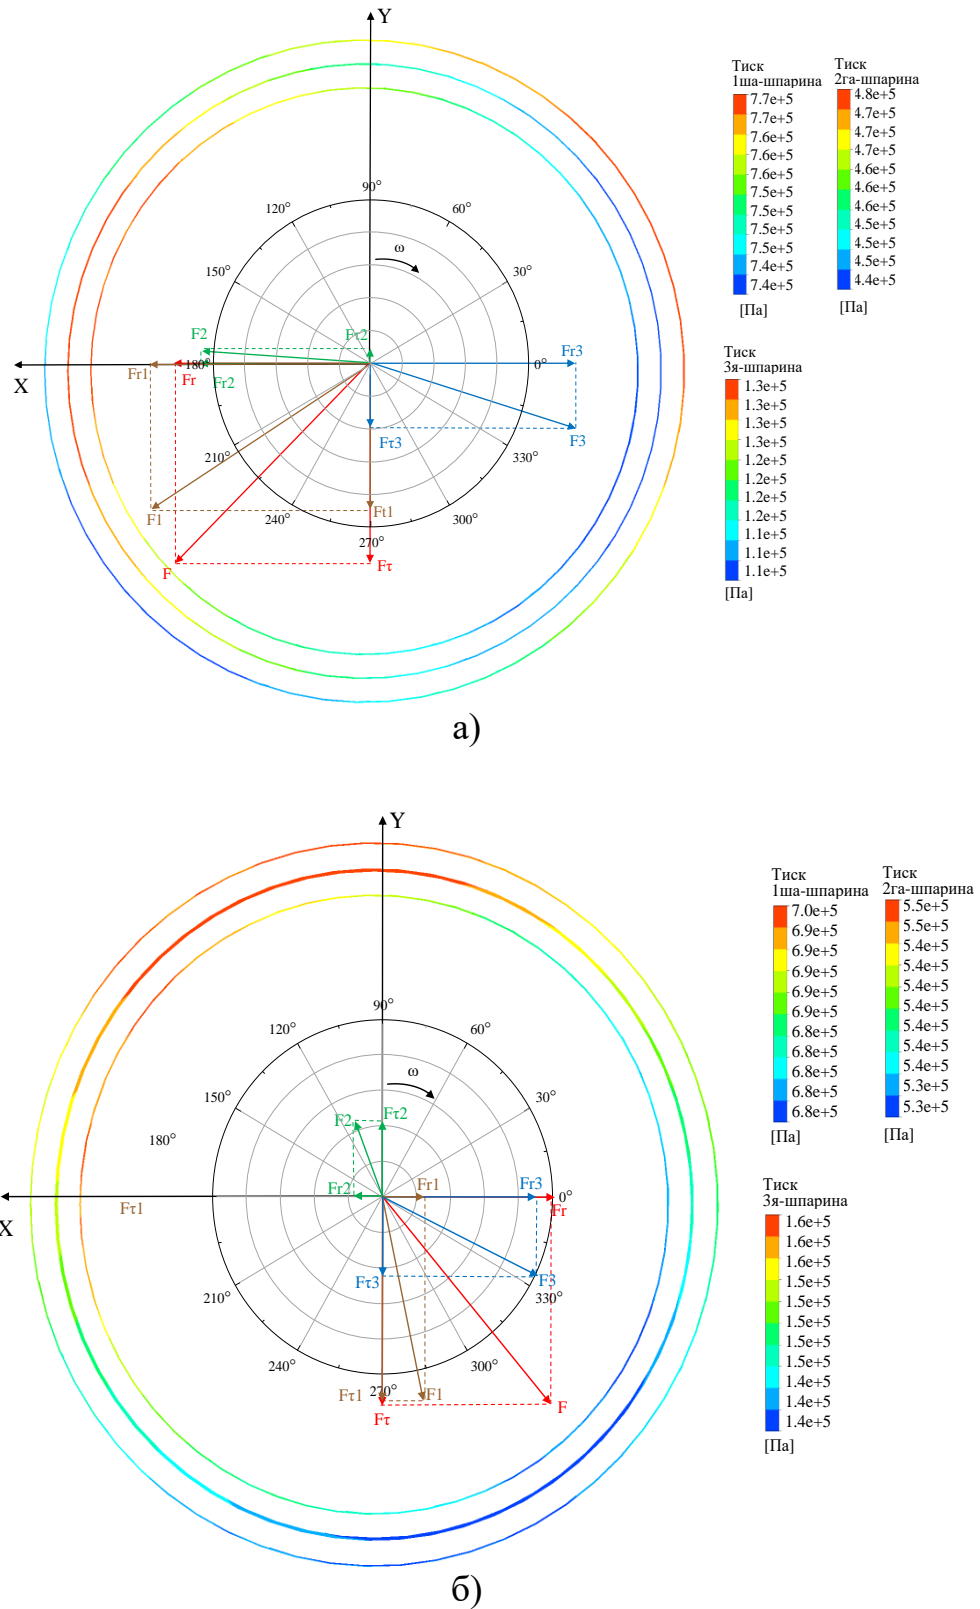 Y
Тиск
1ша-шпарина
7.7e+5
7.7e+5
7.6e+5
7.6e+5
7.5e+5
7.5e+5
7.5e+5
7.5e+5
7.4e+5
7.4e+5
[Па]
Тиск
2га-шпарина
4.8e+5
4.7e+5
4.7e+5
4.6e+5
4.6e+5
4.6e+5
4.5e+5
4.5e+5
4.5e+5
4.4e+5
[Па]
Тиск
3я-шпарина
1.3e+5
1.3e+5
1.3e+5
1.3e+5
1.2e+5
1.2e+5
1.2e+5
1.2e+5
1.1e+5
1.1e+5
1.1e+5
[Па]
90°
120°
60°
ω
150°
30°
F2
Fτ2
Fr3
X
Fr1
Fr
180°
Fr2
0°
Fτ3
F3
210°
330°
F1
240°
Ft1
300°
270°
F
Fτ
а)
Y
Тиск
1ша-шпарина
7.0e+5
6.9e+5
6.9e+5
6.9e+5
6.9e+5
6.9e+5
6.8e+5
6.8e+5
6.8e+5
6.8e+5
6.8e+5
[Па]
Тиск
2га-шпарина
5.5e+5
5.5e+5
5.4e+5
5.4e+5
5.4e+5
5.4e+5
5.4e+5
5.4e+5
5.4e+5
5.3e+5
5.3e+5
[Па]
Тиск
3я-шпарина
1.6e+5
1.6e+5
1.6e+5
1.5e+5
1.5e+5
1.5e+5
1.5e+5
1.5e+5
1.4e+5
1.4e+5
1.4e+5
[Па]
90°
120°
60°
ω
150°
30°
F2
Fτ2
180°
Fr2
Fr1
Fr3
0°
X
Fτ1
Fr
Fτ3
F3
210°
330°
240°
300°
Fτ1
270°
F1
Fτ
F
б)